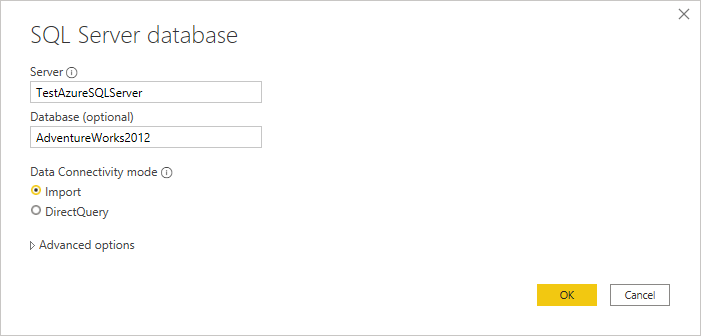 SQL Server database
Server
TestAzureSQLServer
Database (optional)
AdventureWorks2012
Data Connectivity mode
Import
DirectQuery
Advanced options
OK Cancel